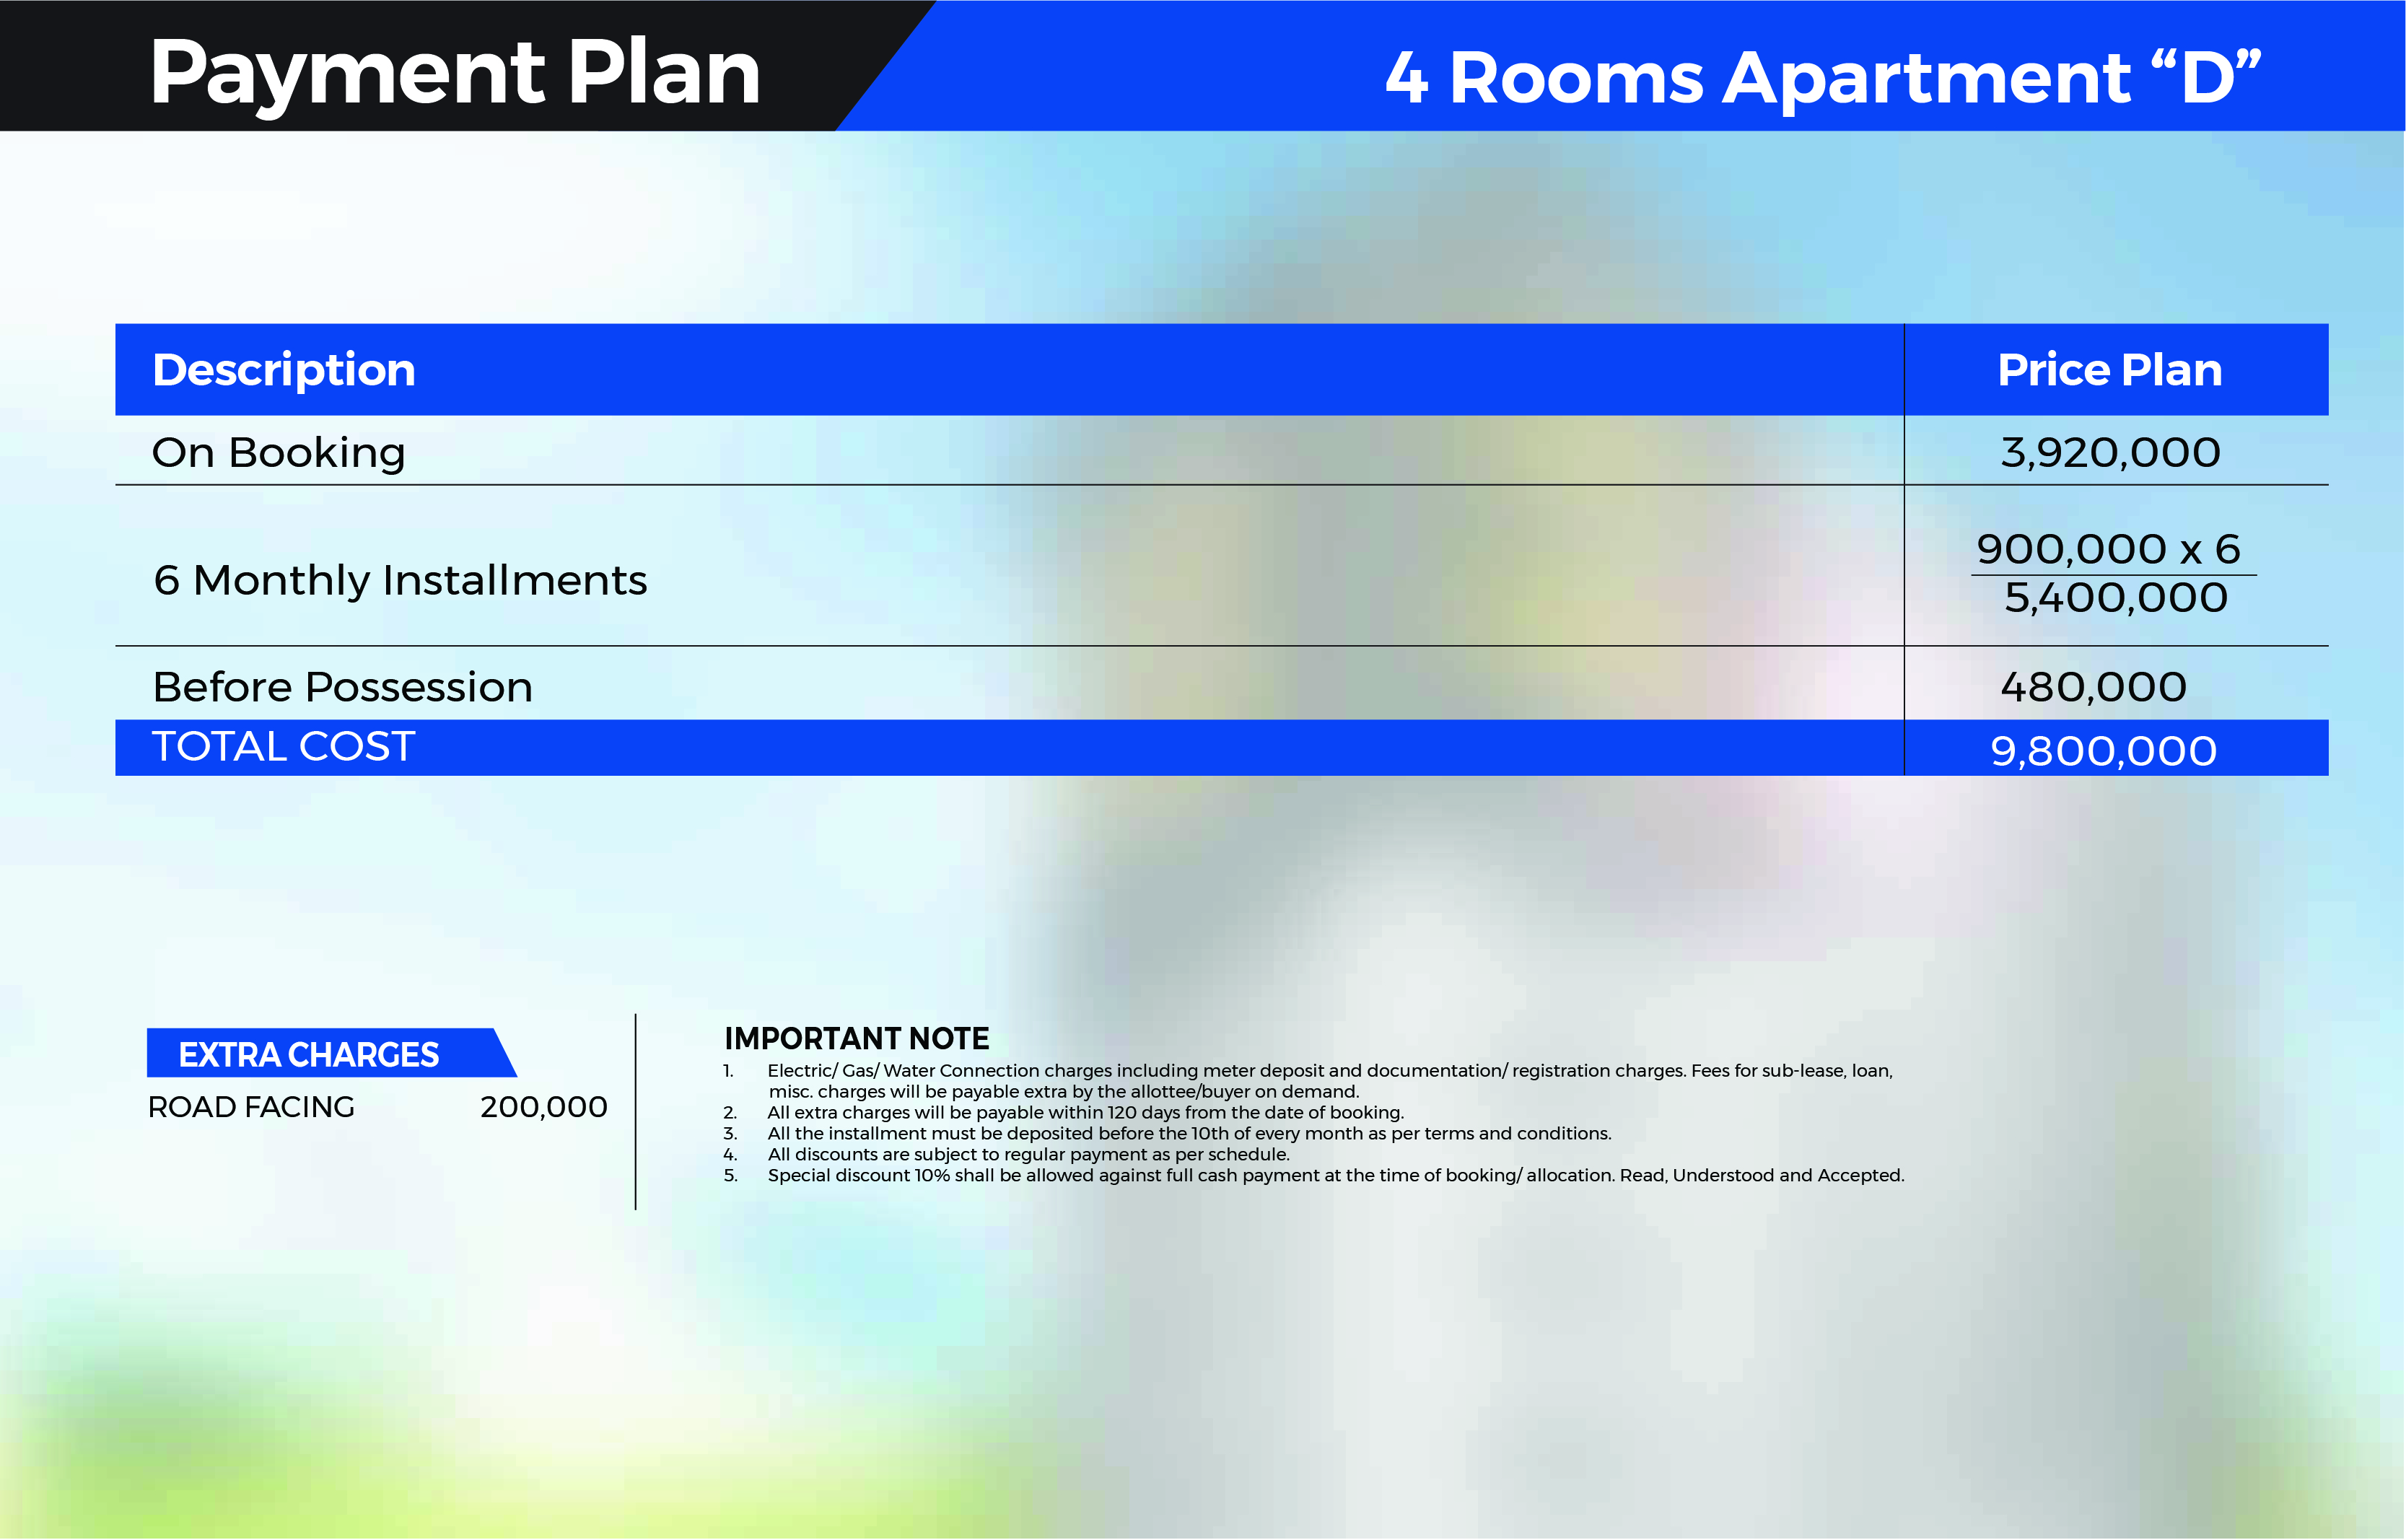 Payment Plan
4 Rooms Apartment “D”
Description Price Plan
On Booking 3,920,000
6 Monthly Installments 900,000 x 6
5,400,000
Before Possession 480,000
TOTAL COST 9,800,000
EXTRA CHARGES
ROAD FACING 200,000
IMPORTANT NOTE
1. Electric/ Gas/ Water Connection charges including meter deposit and documentation/ registration charges. Fees for sub-lease, loan,
misc. charges will be payable extra by the allottee/buyer on demand.
2. All extra charges will be payable within 120 days from the date of booking.
3. All the installment must be deposited before the 10th of every month as per terms and conditions.
4. All discounts are subject to regular payment as per schedule.
5. Special discount 10% shall be allowed against full cash payment at the time of booking/ allocation. Read, Understood and Accepted.